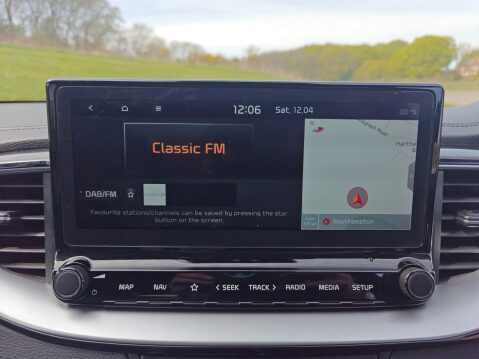 12:06 Sat. 12.04
Classic FM
DAB/FM
Favourite stations/channels can be saved by pressing the star
button on the screen.
Southampton
MAP NAV SEEK TRACK RADIO MEDIA SETUP